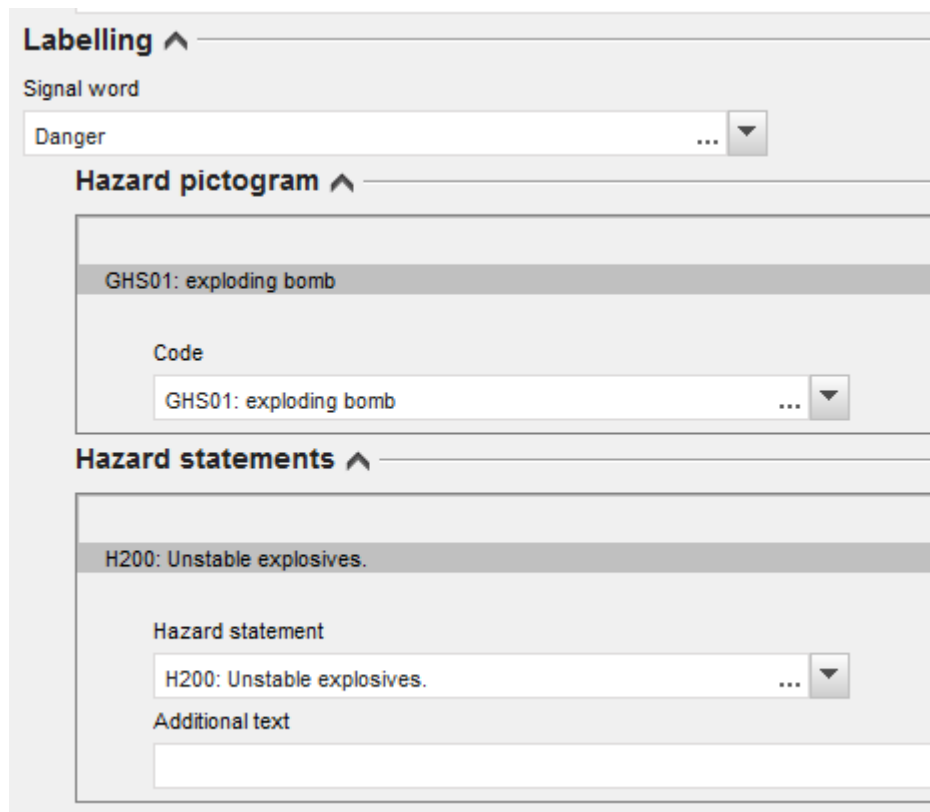 Labelling
Signal word
Danger ...
Hazard pictogram
GHS01: exploding bomb
Code
GHS01: exploding bomb ...
Hazard statements
H200: Unstable explosives.
Hazard statement
H200: Unstable explosives. ...
Additional text